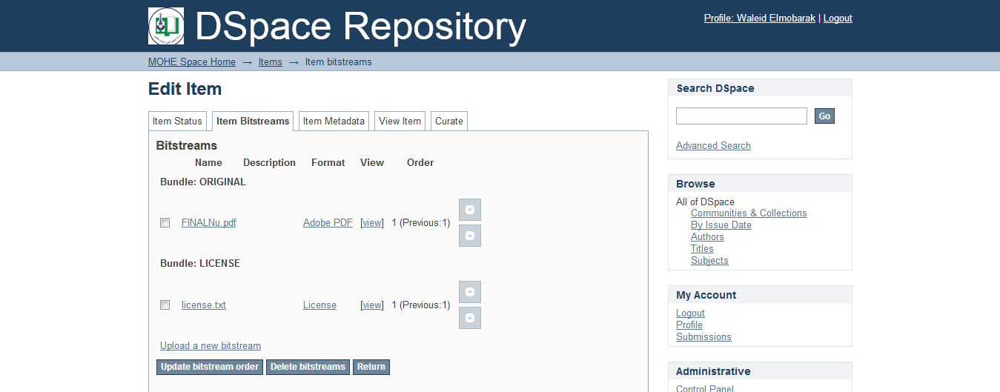 DSpace Repository
Profile: Waleid Elmobarak | Logout
MOHE Space Home → Items → Item bitstreams
Edit Item
Item Status Item Bitstreams Item Metadata View Item Curate
Bitstreams
Name Description Format View Order
Bundle: ORIGINAL
FINALNu.pdf Adobe PDF [view] 1 (Previous:1)
Bundle: LICENSE
license.txt License [view] 1 (Previous:1)
Upload a new bitstream
Update bitstream order Delete bitstreams Return
Search DSpace
Go
Advanced Search
Browse
All of DSpace
Communities & Collections
By Issue Date
Authors
Titles
Subjects
My Account
Logout
Profile
Submissions
Administrative
Control Panel